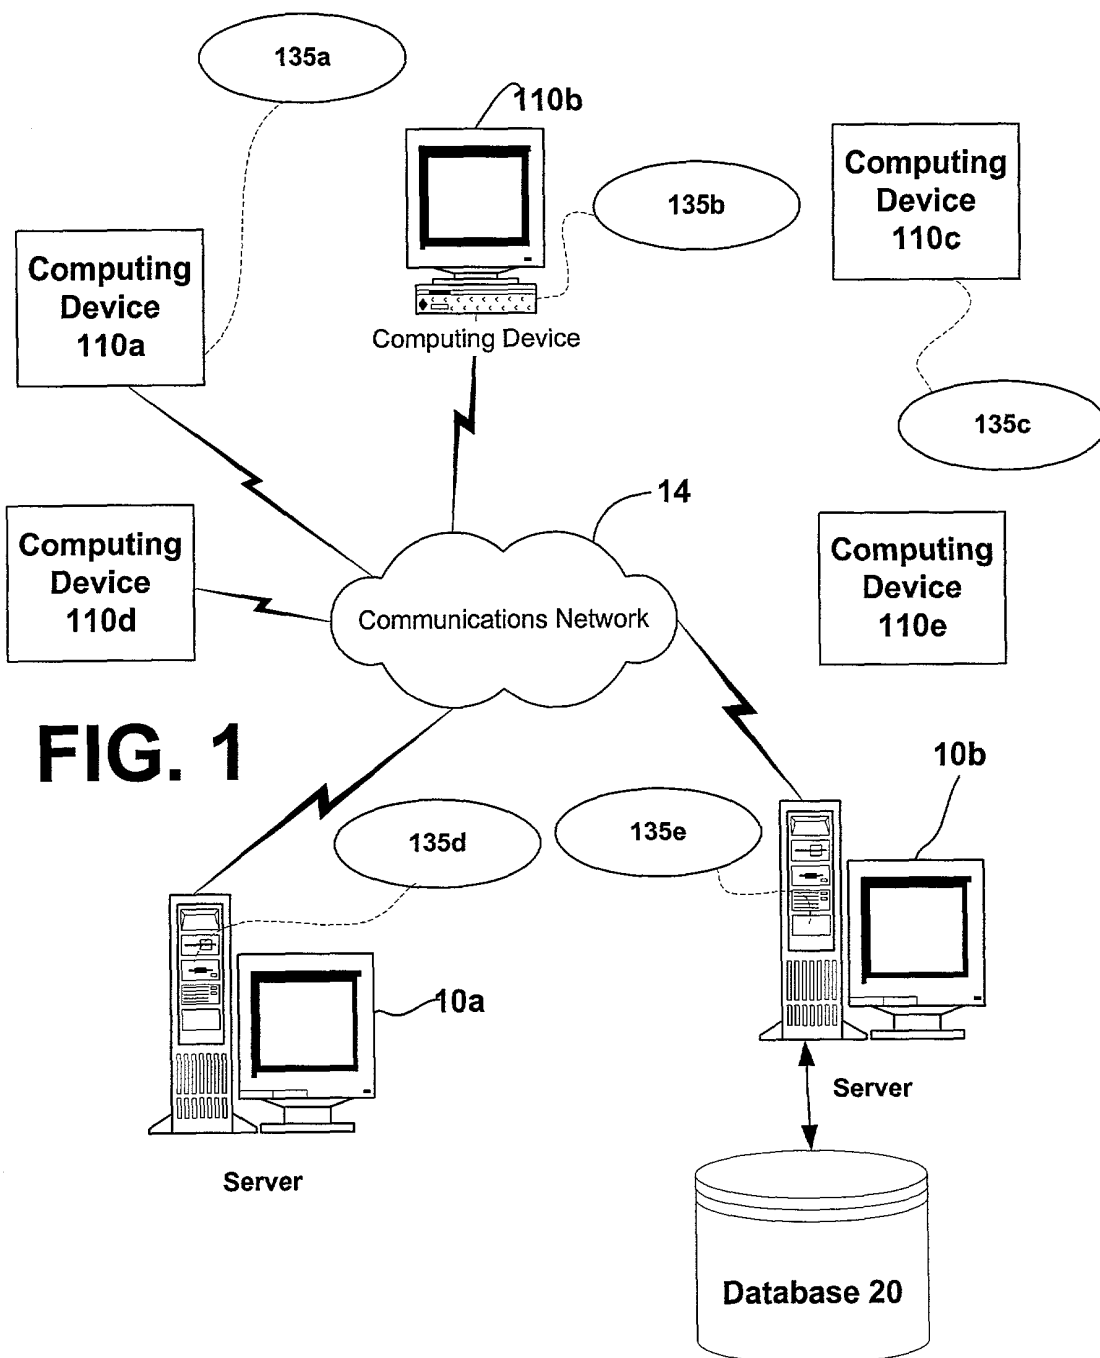 135a
110b
Computing
Device
110c
135b
Computing
Device
110a
Computing Device
135c
14
Computing
Device
110d
Computing
Device
110e
Communications Network
FIG. 1
10b
135d
135e
10a
Server
Server
Database 20